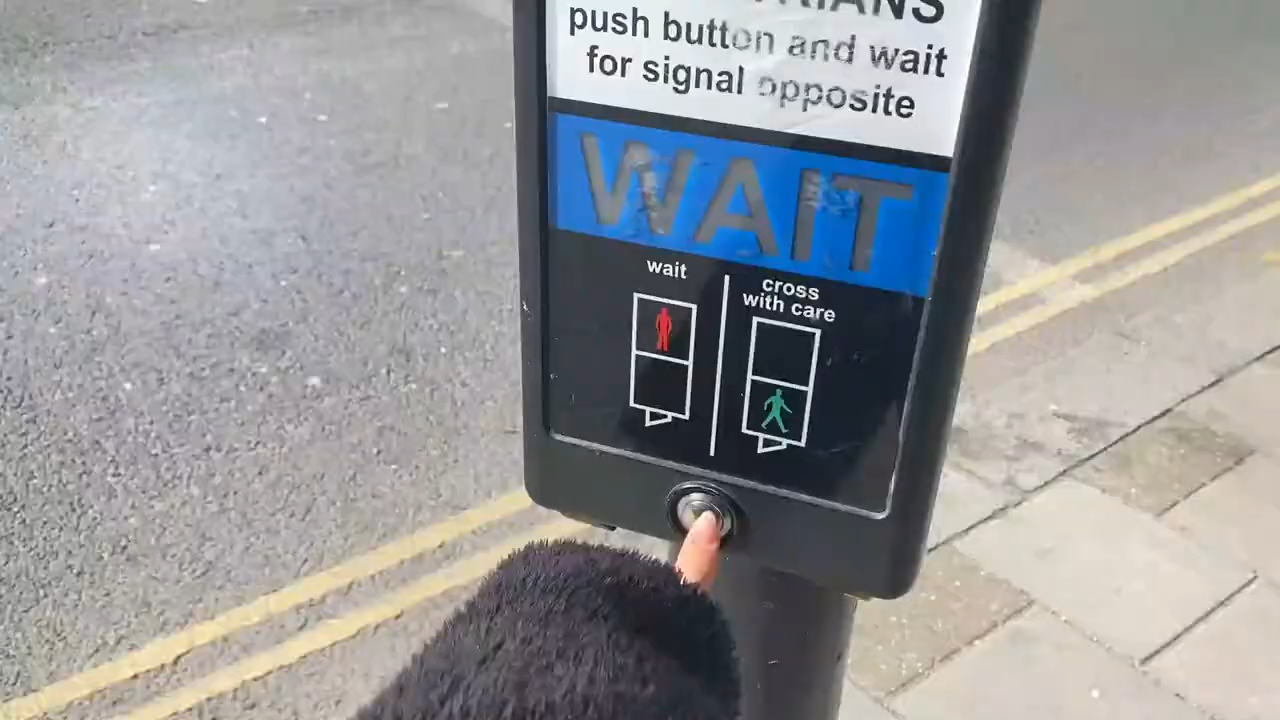 push button and wait
for signal opposite
WAIT
wait
cross
with care